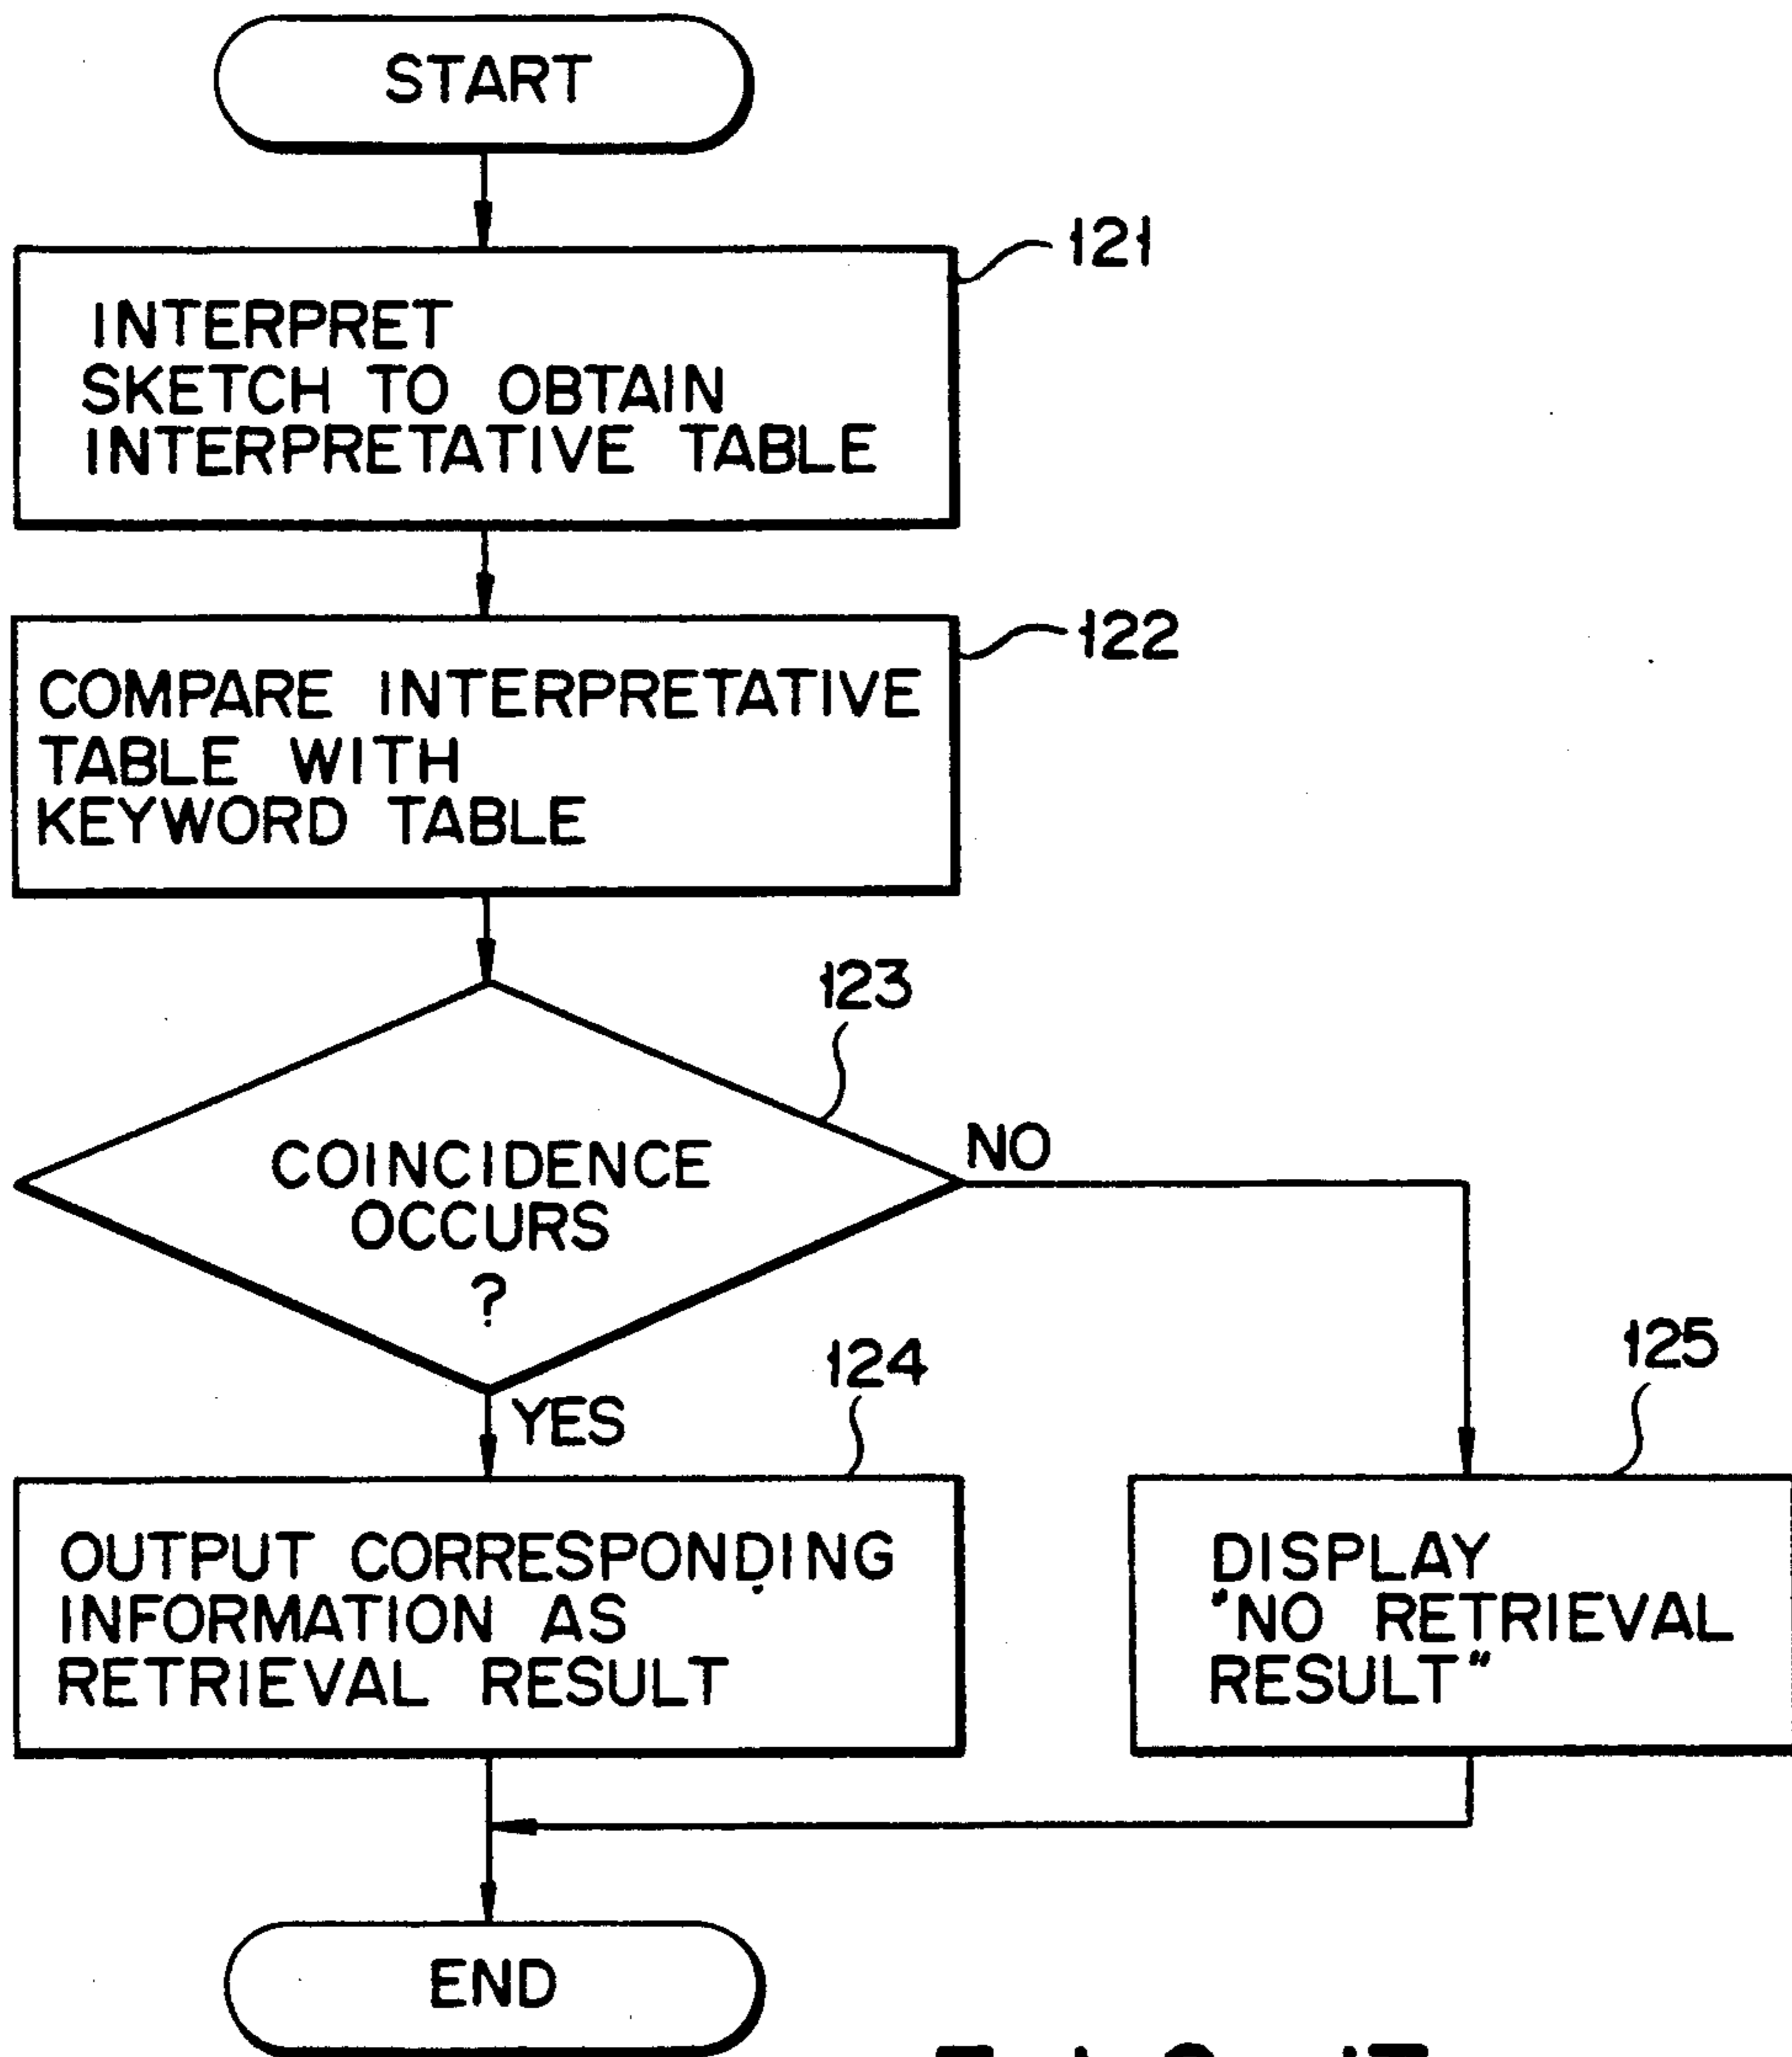 START
121
INTERPRET
SKETCH TO OBTAIN
INTERPRETATIVE TABLE
122
COMPARE INTERPRETATIVE
TABLE WITH
KEYWORD TABLE
123
COINCIDENCE
OCCURS
?
NO
YES
124
125
OUTPUT CORRESPONDING
INFORMATION AS
RETRIEVAL RESULT
DISPLAY
"NO RETRIEVAL
RESULT"
END